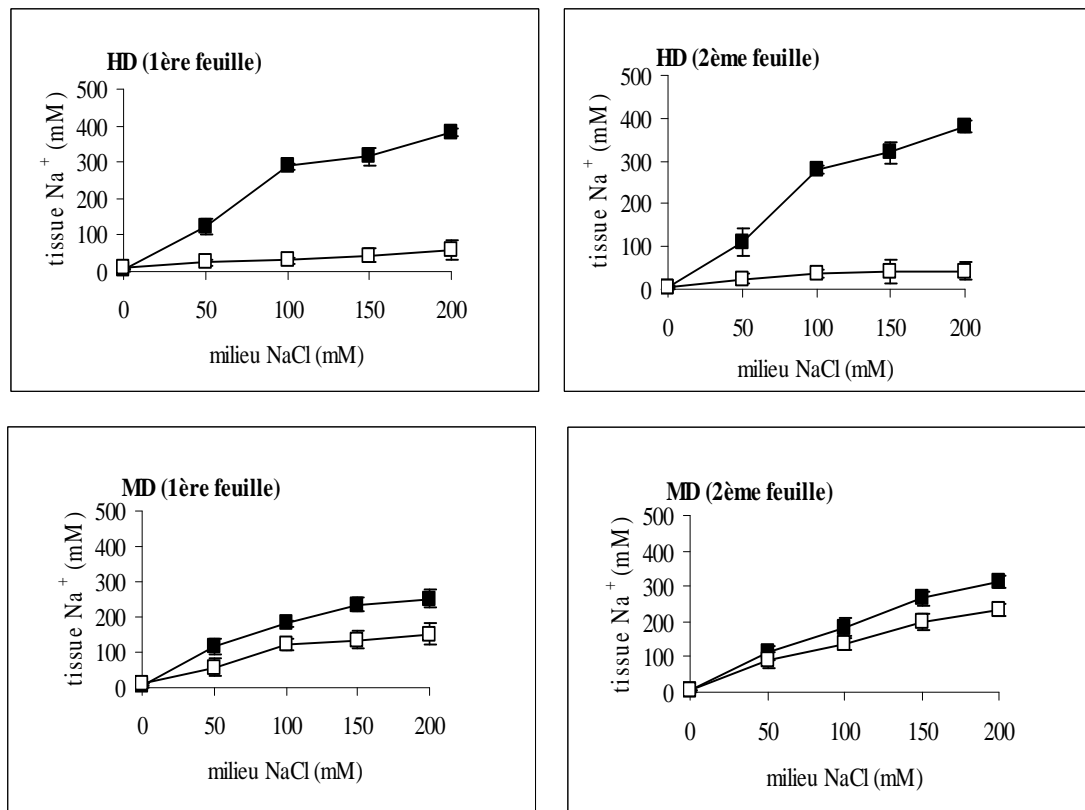 HD (1ère feuille)
tissue Na + (mM)
500
400
300
200
100
0
0 50 100 150 200
milieu NaCl (mM)
HD (2ème feuille)
tissue Na + (mM)
500
400
300
200
100
0
0 50 100 150 200
milieu NaCl (mM)
MD (1ère feuille)
tissue Na + (mM)
500
400
300
200
100
0
0 50 100 150 200
milieu NaCl (mM)
MD (2ème feuille)
tissue Na + (mM)
500
400
300
200
100
0
0 50 100 150 200
milieu NaCl (mM)